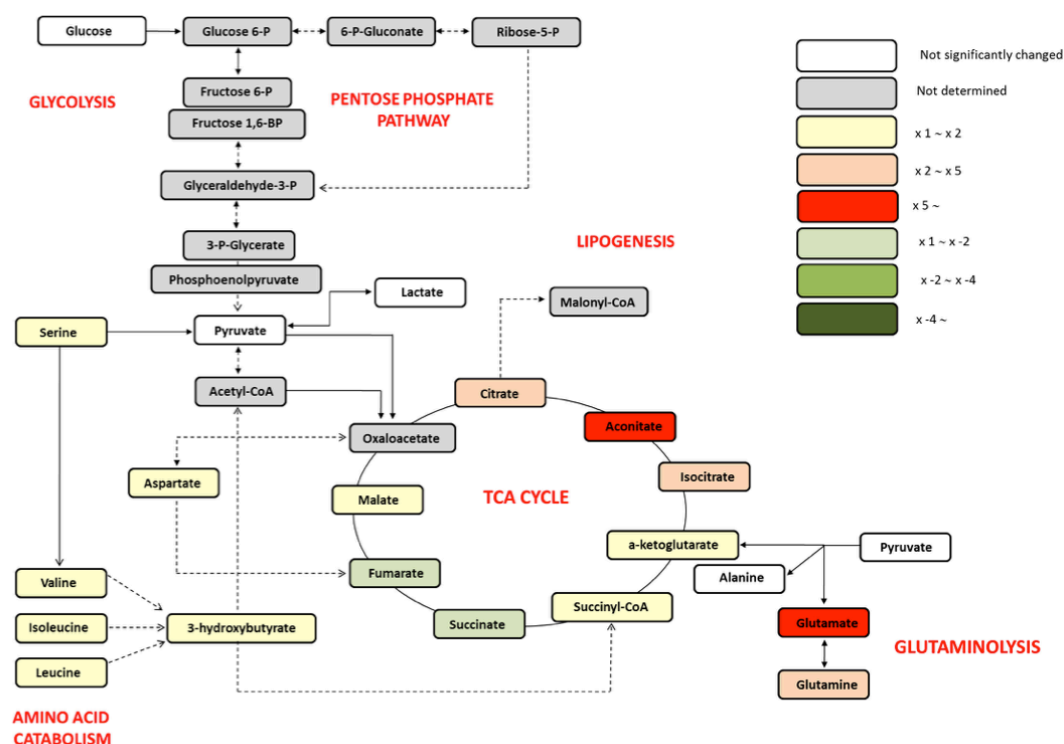 Glucose
Glucose 6-P
6-P-Gluconate
Ribose-5-P
Not significantly changed
Not determined
x 1 ~ x 2
x 2 ~ x 5
x 5 ~
x 1 ~ x -2
x -2 ~ x -4
x -4 ~
GLYCOLYSIS
Fructose 6-P
Fructose 1,6-BP
PENTOSE PHOSPHATE
PATHWAY
Glyceraldehyde-3-P
3-P-Glycerate
Phosphoenolpyruvate
LIPOGENESIS
Lactate
Malonyl-CoA
Serine
Pyruvate
Acetyl-CoA
Citrate
Aconitate
Oxaloacetate
Isocitrate
Aspartate
Malate
TCA CYCLE
a-ketoglutarate
Pyruvate
Alanine
Fumarate
Valine
Succinyl-CoA
Isoleucine
3-hydroxybutyrate
Succinate
Glutamate
GLUTAMINOLYSIS
Leucine
Glutamine
AMINO ACID
CATABOLISM